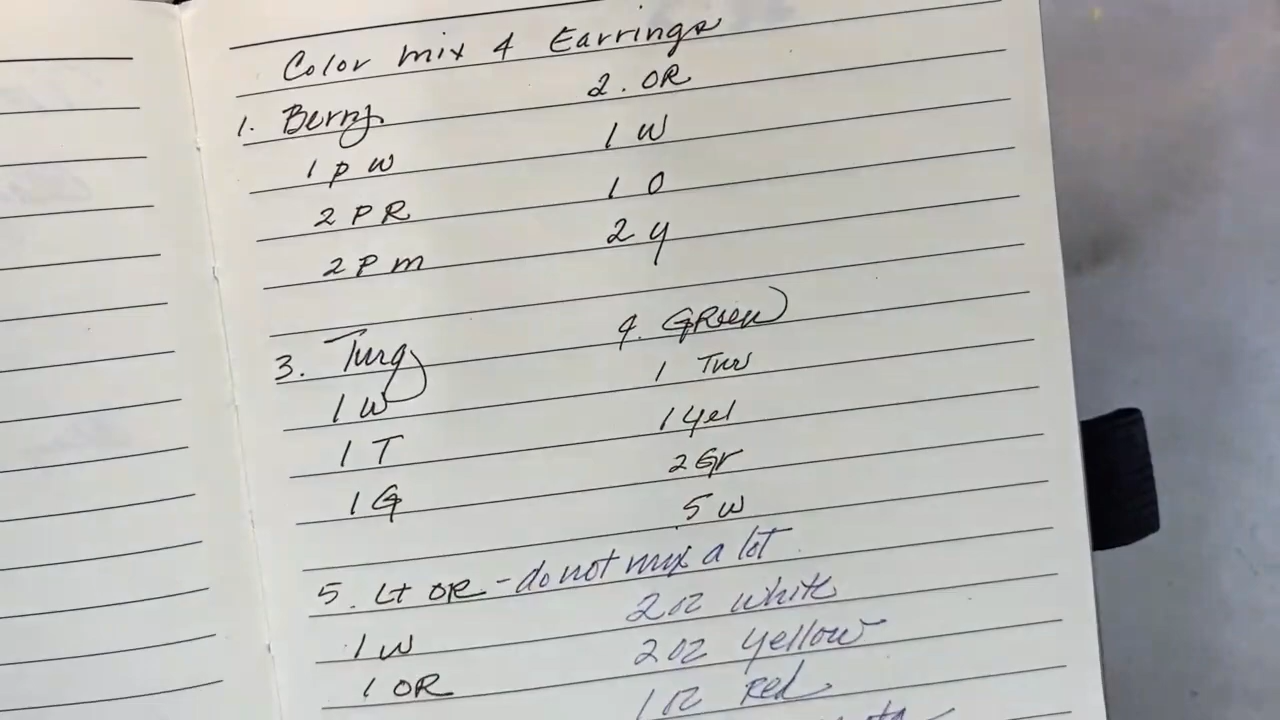 Color mix 4 Earrings
1. Berry
1 P W
2 P R
2 P m
2. OR
1 W
1 O
2 y
3. Turq
1 W
1 T
1 G
4. Green
1 Tur
1 yel
2 Gr
5 W
5. Lt OR - do not mix a lot
1 W
1 OR
2 oz white
2 oz yellow
1 oz red